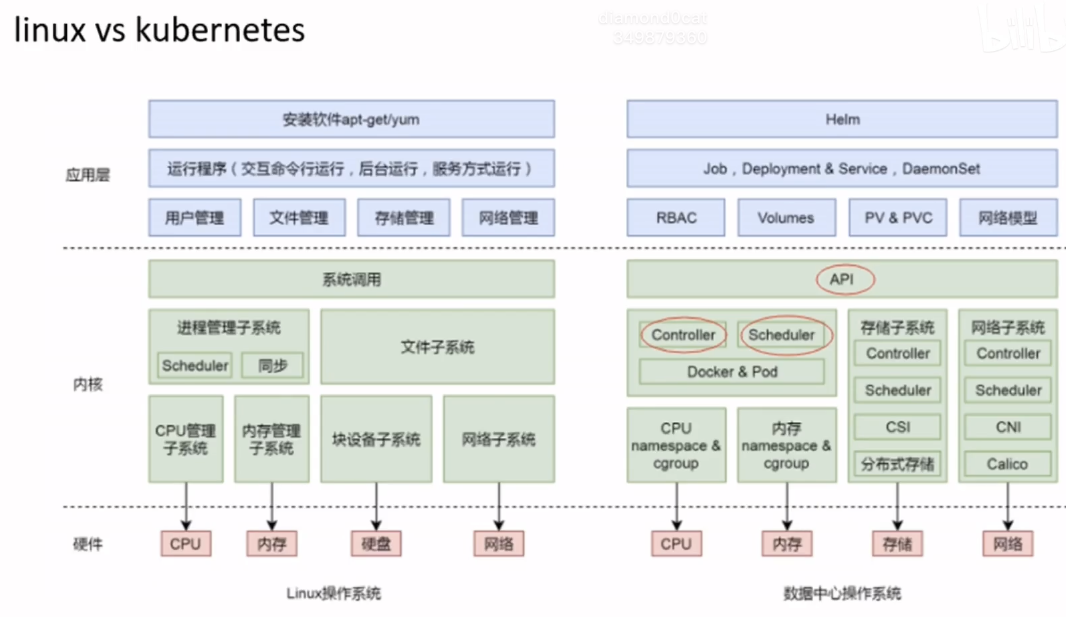 linux vs kubernetes
diamond0cat
349879360
bilib
安装软件apt-get/yum
Helm
应用层
运行程序（交互命令行运行，后台运行，服务方式运行）
Job，Deployment & Service，DaemonSet
用户管理
文件管理
存储管理
网络管理
RBAC
Volumes
PV & PVC
网络模型
系统调用
API
进程管理子系统
Scheduler
同步
文件子系统
Controller
Scheduler
Docker & Pod
存储子系统
Controller
Scheduler
CSI
分布式存储
网络子系统
Controller
Scheduler
CNI
Calico
内核
CPU管理
子系统
内存管理
子系统
块设备子系统
网络子系统
CPU
namespace &
cgroup
内存
namespace &
cgroup
硬件
CPU
内存
硬盘
网络
CPU
内存
存储
网络
Linux操作系统
数据中心操作系统